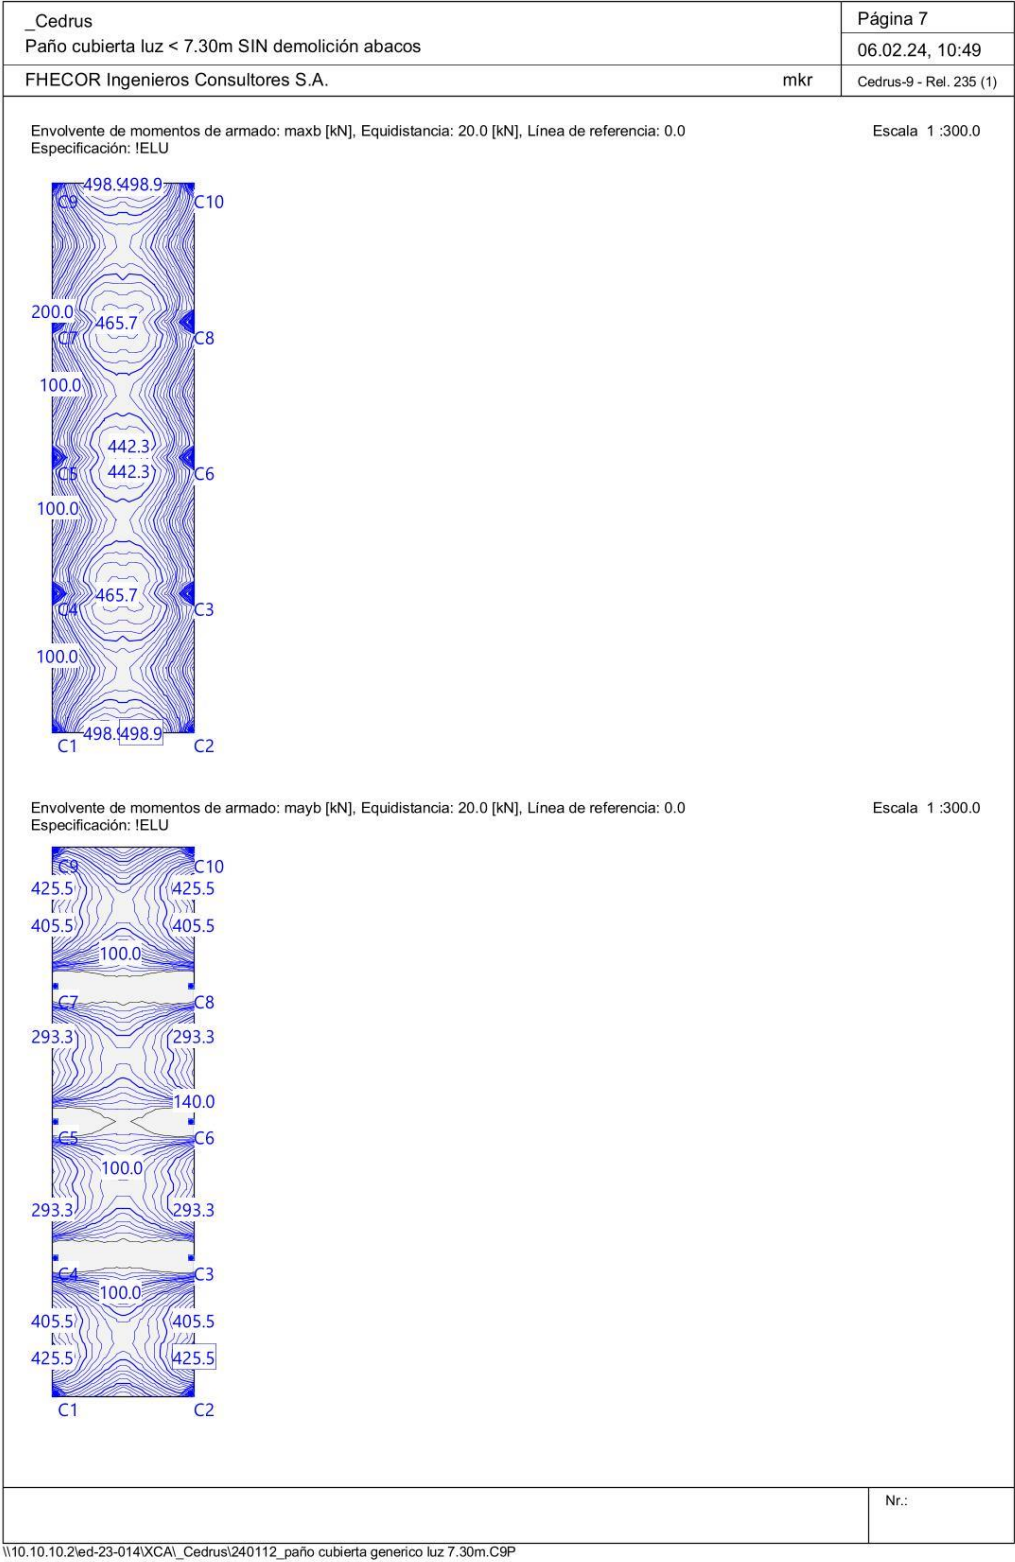 _Cedrus
Página 7
Paño cubierta luz < 7.30m SIN demolición abacos
06.02.24, 10:49
FHECOR Ingenieros Consultores S.A.
mkr
Cedrus-9 - Rel. 235 (1)
Envolvente de momentos de armado: maxb [kN], Equidistancia: 20.0 [kN], Línea de referencia: 0.0
Escala 1 :300.0
Especificación: !ELU
498.9 498.9
C9 C10
200.0
465.7
C7 C8
100.0
442.3
C5 442.3 C6
100.0
465.7
C4 C3
100.0
498.9 498.9
C1 C2
Envolvente de momentos de armado: mayb [kN], Equidistancia: 20.0 [kN], Línea de referencia: 0.0
Escala 1 :300.0
Especificación: !ELU
C9 C10
425.5 425.5
405.5 405.5
100.0
C7 C8
293.3 293.3
140.0
C5 C6
100.0
293.3 293.3
C4 C3
100.0
405.5 405.5
425.5 425.5
C1 C2
Nr.:
\\10.10.10.2\ed-23-014\XCA\_Cedrus\240112_paño cubierta generico luz 7.30m.C9P